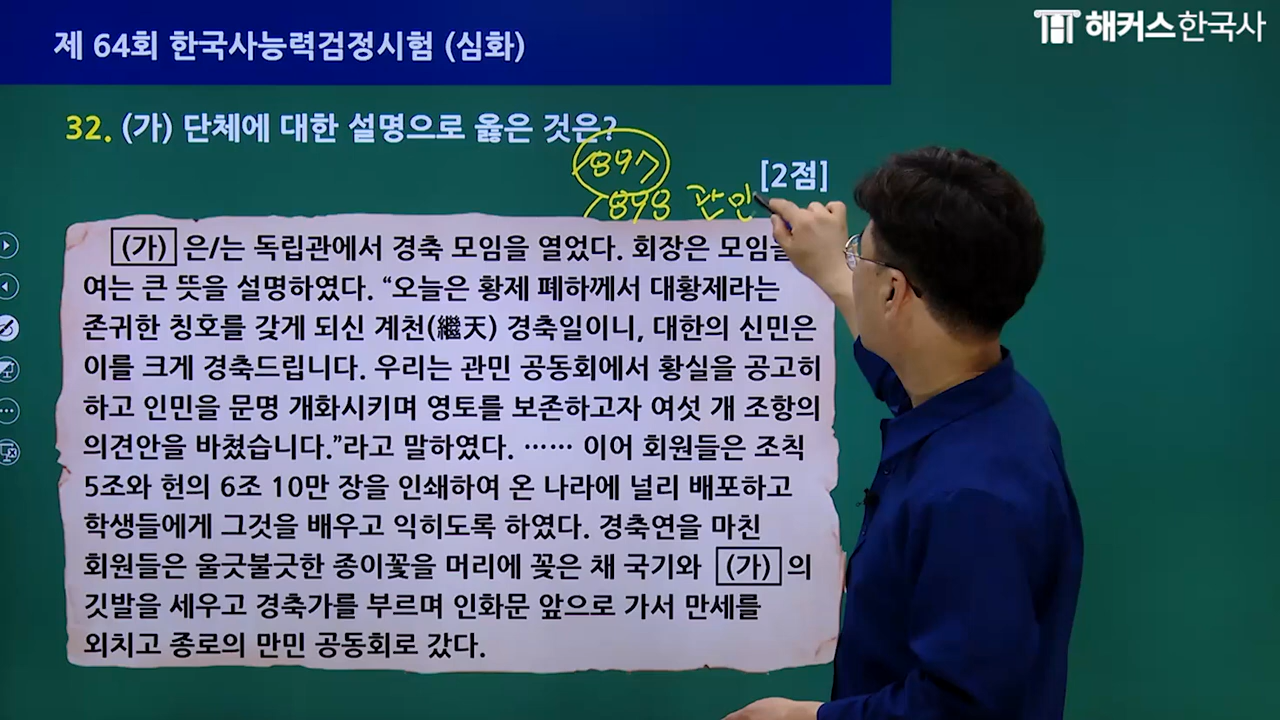 제 64회 한국사능력검정시험 (심화)
해커스한국사
32. (가) 단체에 대한 설명으로 옳은 것은?
1897
[2점]
1898 관민
(가) 은/는 독립관에서 경축 모임을 열었다. 회장은 모임을
여는 큰 뜻을 설명하였다. “오늘은 황제 폐하께서 대황제라는
존귀한 칭호를 갖게 되신 계천(繼天) 경축일이니, 대한의 신민은
이를 크게 경축드립니다. 우리는 관민 공동회에서 황실을 공고히
하고 인민을 문명 개화시키며 영토를 보존하고자 여섯 개 조항의
의견안을 바쳤습니다.”라고 말하였다. …… 이어 회원들은 조칙
5조와 헌의 6조 10만 장을 인쇄하여 온 나라에 널리 배포하고
학생들에게 그것을 배우고 익히도록 하였다. 경축연을 마친
회원들은 울긋불긋한 종이꽃을 머리에 꽂은 채 국기와 (가) 의
깃발을 세우고 경축가를 부르며 인화문 앞으로 가서 만세를
외치고 종로의 만민 공동회로 갔다.